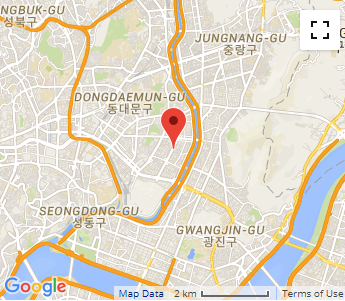 NGBUK-GU
성북구
JUNGNANG-GU
중랑구
G
1
DONGDAEMUN-GU
동대문구
SEONGDONG-GU
성동구
GWANGJIN-GU
광진구
Google
Map Data
2 km
Terms of Use